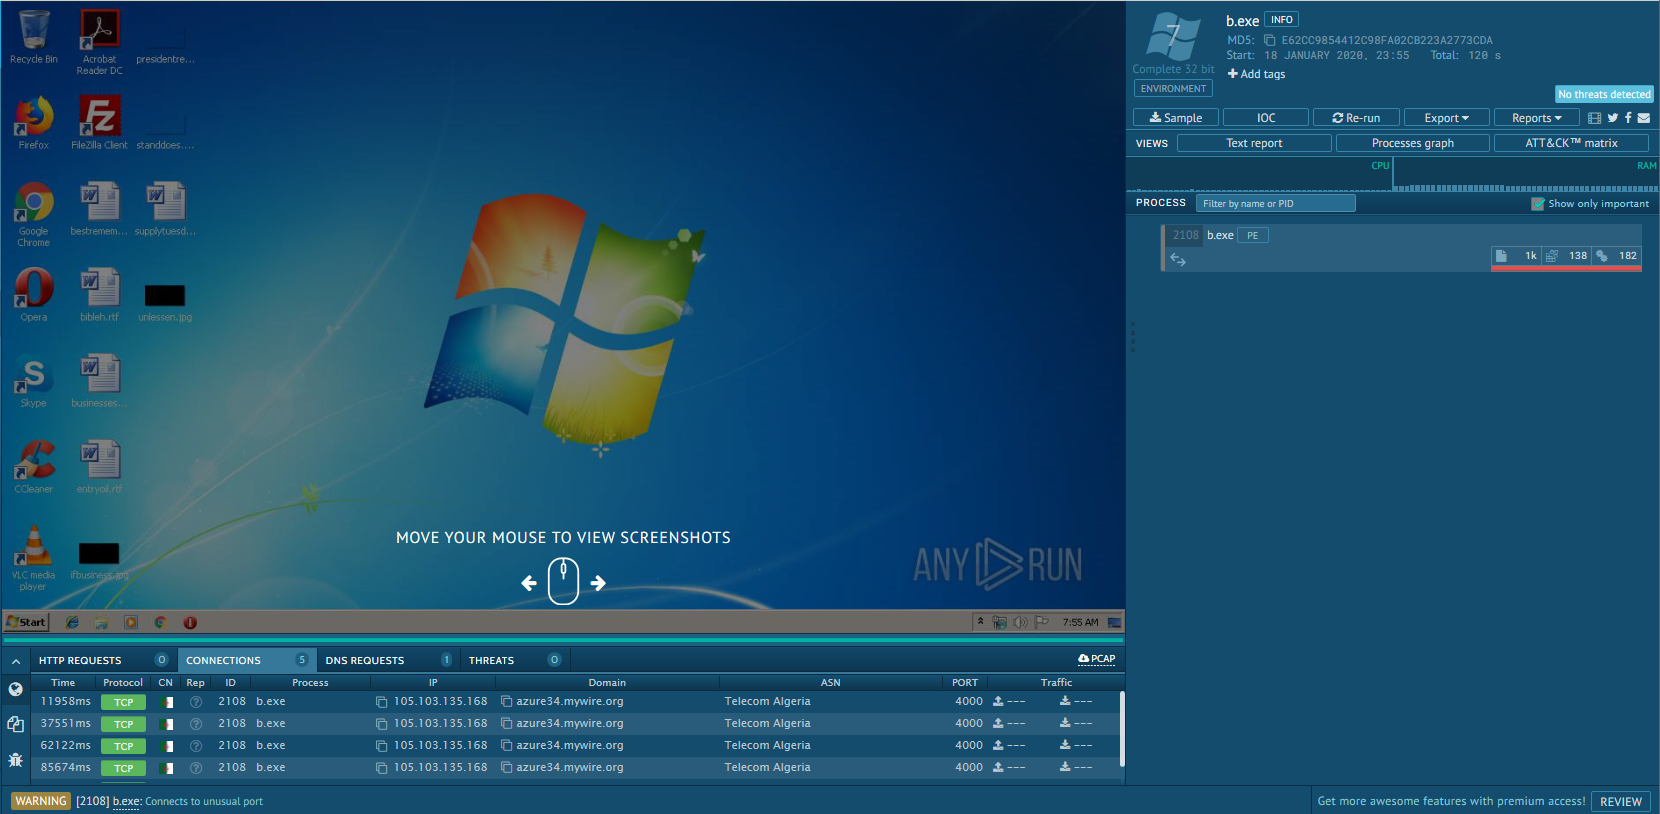 Recycle Bin
Acrobat Reader DC
presidentre...
Firefox
FileZilla Client
standdoes....
Google Chrome
bestremem...
supplytuesd...
Opera
bibleh.rtf
unlessen.jpg
Skype
businesses...
CCleaner
entryoil.rtf
VLC media player
ifbusiness.jpg
MOVE YOUR MOUSE TO VIEW SCREENSHOTS
ANY RUN
Start
7:55 AM
7
Complete 32 bit
ENVIRONMENT
b.exe INFO
MD5: E62CC9854412C98FA02CB223A2773CDA
Start: 18 JANUARY 2020, 23:55 Total: 120 s
Add tags
No threats detected
Sample IOC Re-run Export Reports
VIEWS Text report Processes graph ATT&CK™ matrix
CPU RAM
PROCESS Filter by name or PID Show only important
2108 b.exe PE
1k 138 182
HTTP REQUESTS 0 CONNECTIONS 5 DNS REQUESTS 1 THREATS 0 PCAP
Time Protocol CN Rep ID Process IP Domain ASN PORT Traffic
11958ms TCP ? 2108 b.exe 105.103.135.168 azure34.mywire.org Telecom Algeria 4000 --- ---
37551ms TCP ? 2108 b.exe 105.103.135.168 azure34.mywire.org Telecom Algeria 4000 --- ---
62122ms TCP ? 2108 b.exe 105.103.135.168 azure34.mywire.org Telecom Algeria 4000 --- ---
85674ms TCP ? 2108 b.exe 105.103.135.168 azure34.mywire.org Telecom Algeria 4000 --- ---
WARNING [2108] b.exe: Connects to unusual port
Get more awesome features with premium access! REVIEW